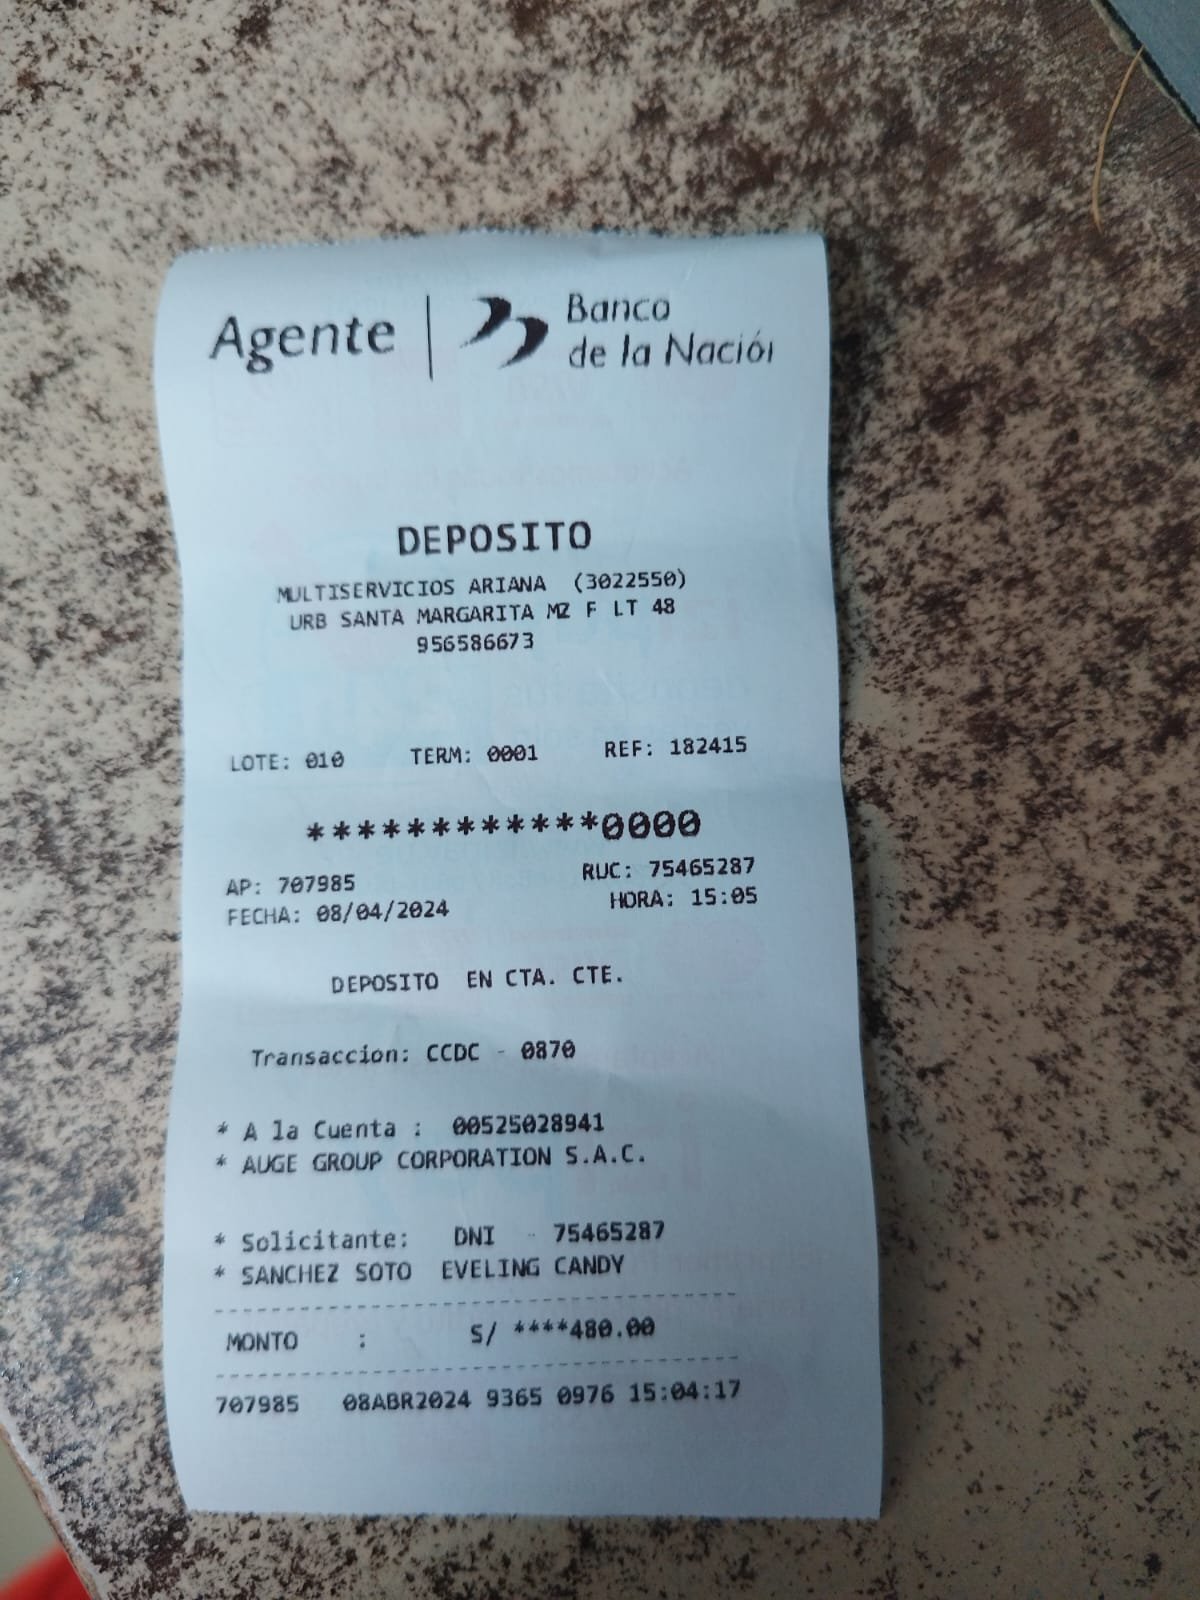 Agente | Banco
de la Nación
DEPOSITO
MULTISERVICIOS ARIANA (3022550)
URB SANTA MARGARITA MZ F LT 48
956586673
LOTE: 010 TERM: 0001 REF: 182415
************0000
AP: 707985 RUC: 75465287
FECHA: 08/04/2024 HORA: 15:05
DEPOSITO EN CTA. CTE.
Transaccion: CCDC - 0870
* A la Cuenta : 00525028941
* AUGE GROUP CORPORATION S.A.C.
* Solicitante: DNI - 75465287
* SANCHEZ SOTO EVELING CANDY
MONTO : S/ ****480.00
707985 08ABR2024 9365 0976 15:04:17